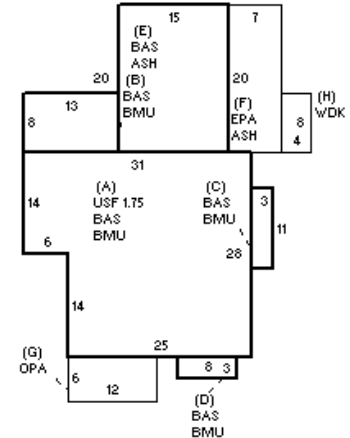 15
7
(E)
BAS
ASH
20
(B)
BAS
BMU
20
13
(F)
EPA
ASH
(H)
WDK
8
8
4
31
14
(A)
USF 1.75
BAS
BMU
(C)
BAS
BMU
3
11
6
28
14
25
(G)
OPA
6
12
8
3
(D)
BAS
BMU